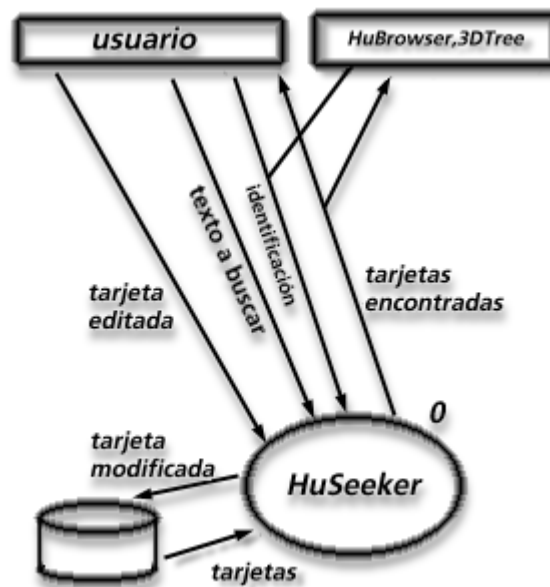 usuario
HuBrowser,3DTree
texto a buscar
identificación
tarjeta
editada
tarjetas
encontradas
0
tarjeta
modificada
HuSeeker
tarjetas